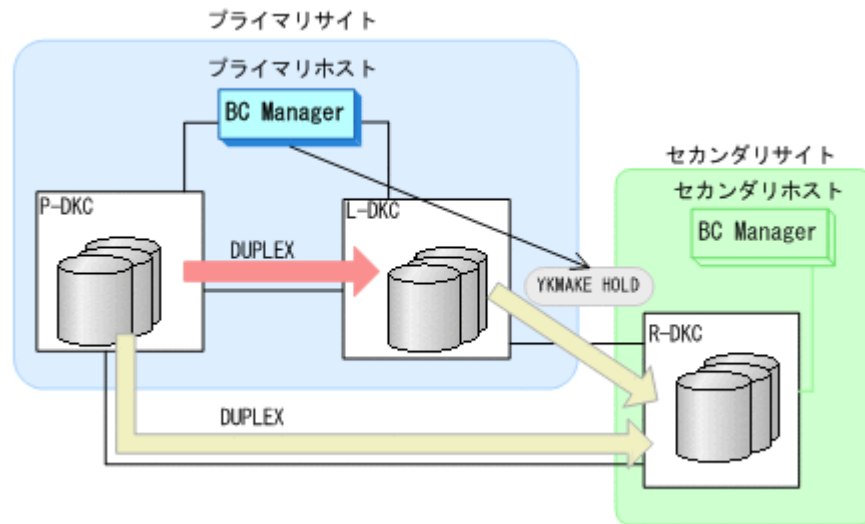 プライマリサイト
プライマリホスト
BC Manager
セカンダリサイト
セカンダリホスト
BC Manager
P-DKC
L-DKC
DUPLEX
YKMAKE HOLD
R-DKC
DUPLEX